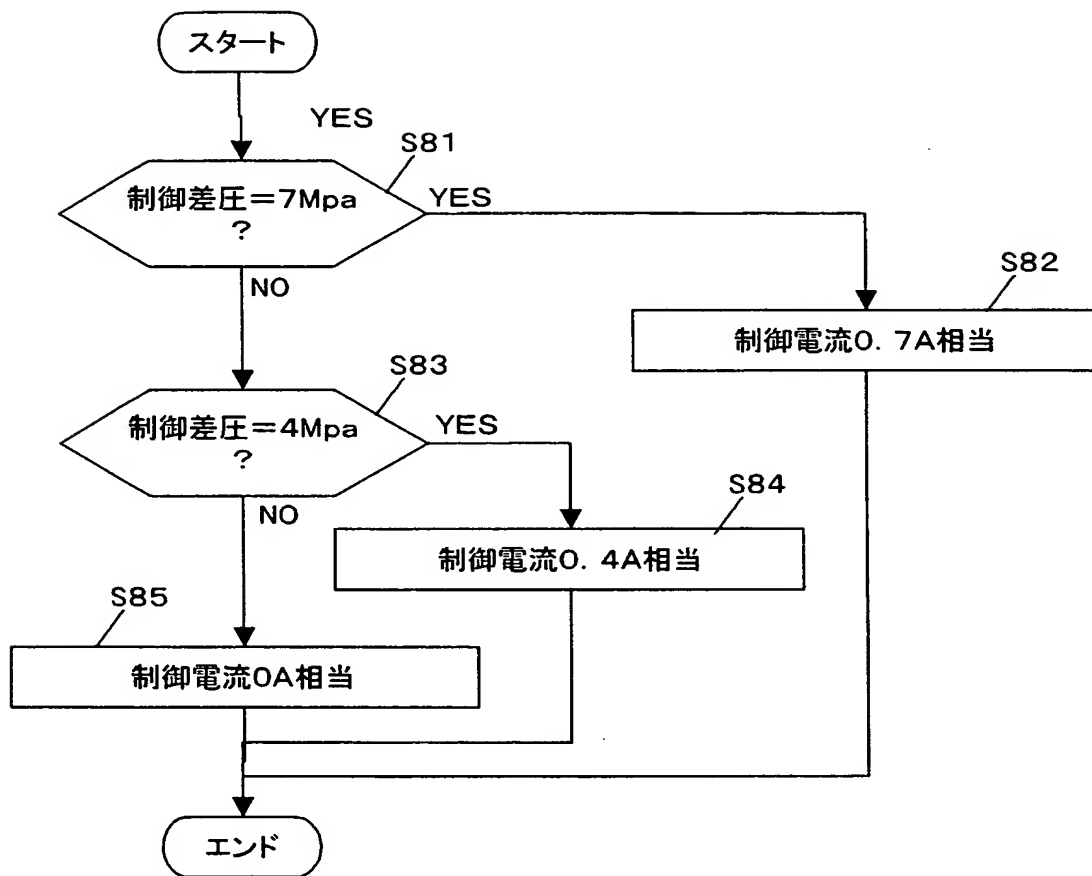 スタート
YES
S81
制御差圧=7Mpa
?
YES
NO
S82
制御電流0.7A相当
S83
制御差圧=4Mpa
?
YES
NO
S84
制御電流0.4A相当
S85
制御電流0A相当
エンド